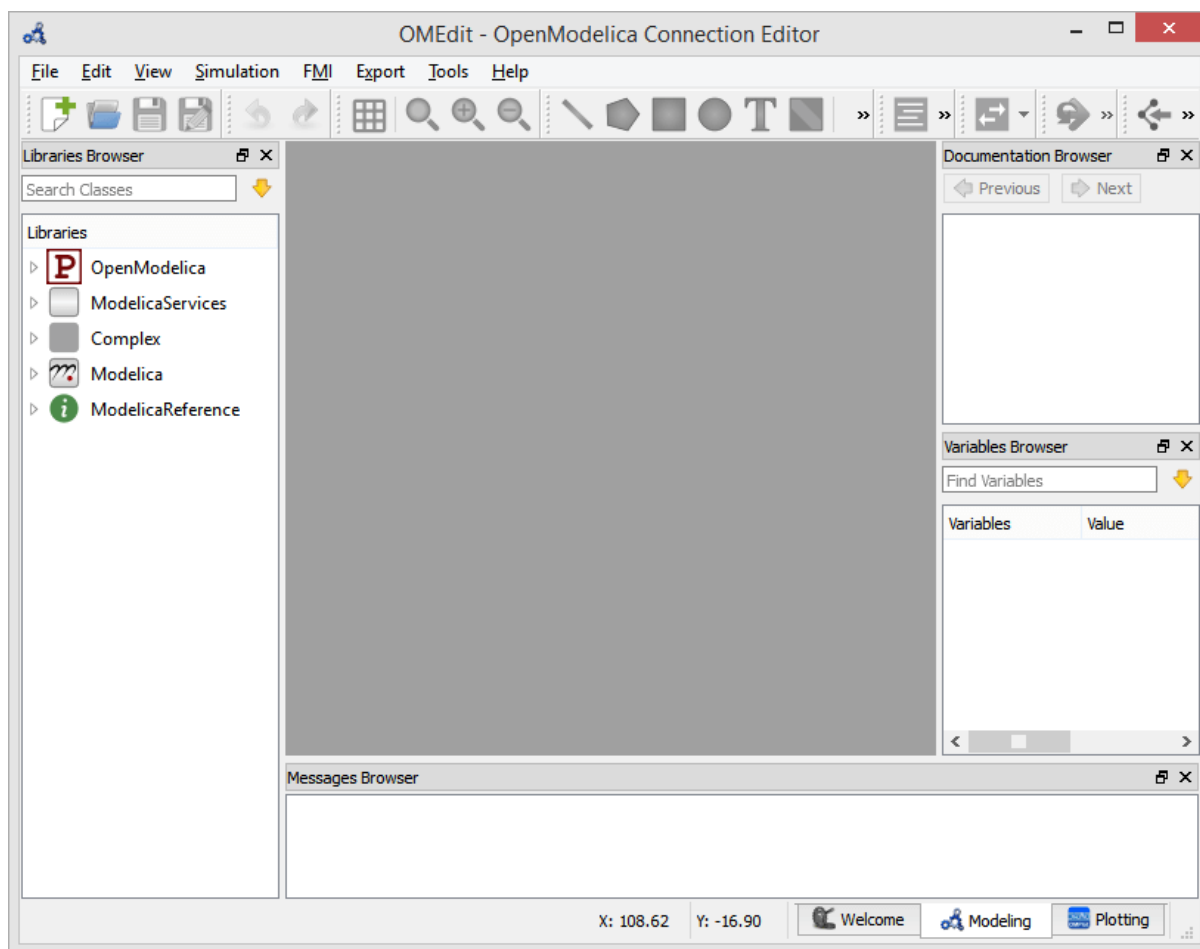 OMEdit - OpenModelica Connection Editor
File Edit View Simulation FMI Export Tools Help
T
Libraries Browser
Search Classes
Libraries
P OpenModelica
ModelicaServices
Complex
Modelica
i ModelicaReference
Documentation Browser
Previous Next
Variables Browser
Find Variables
Variables Value
Messages Browser
X: 108.62 Y: -16.90 Welcome Modeling Plotting